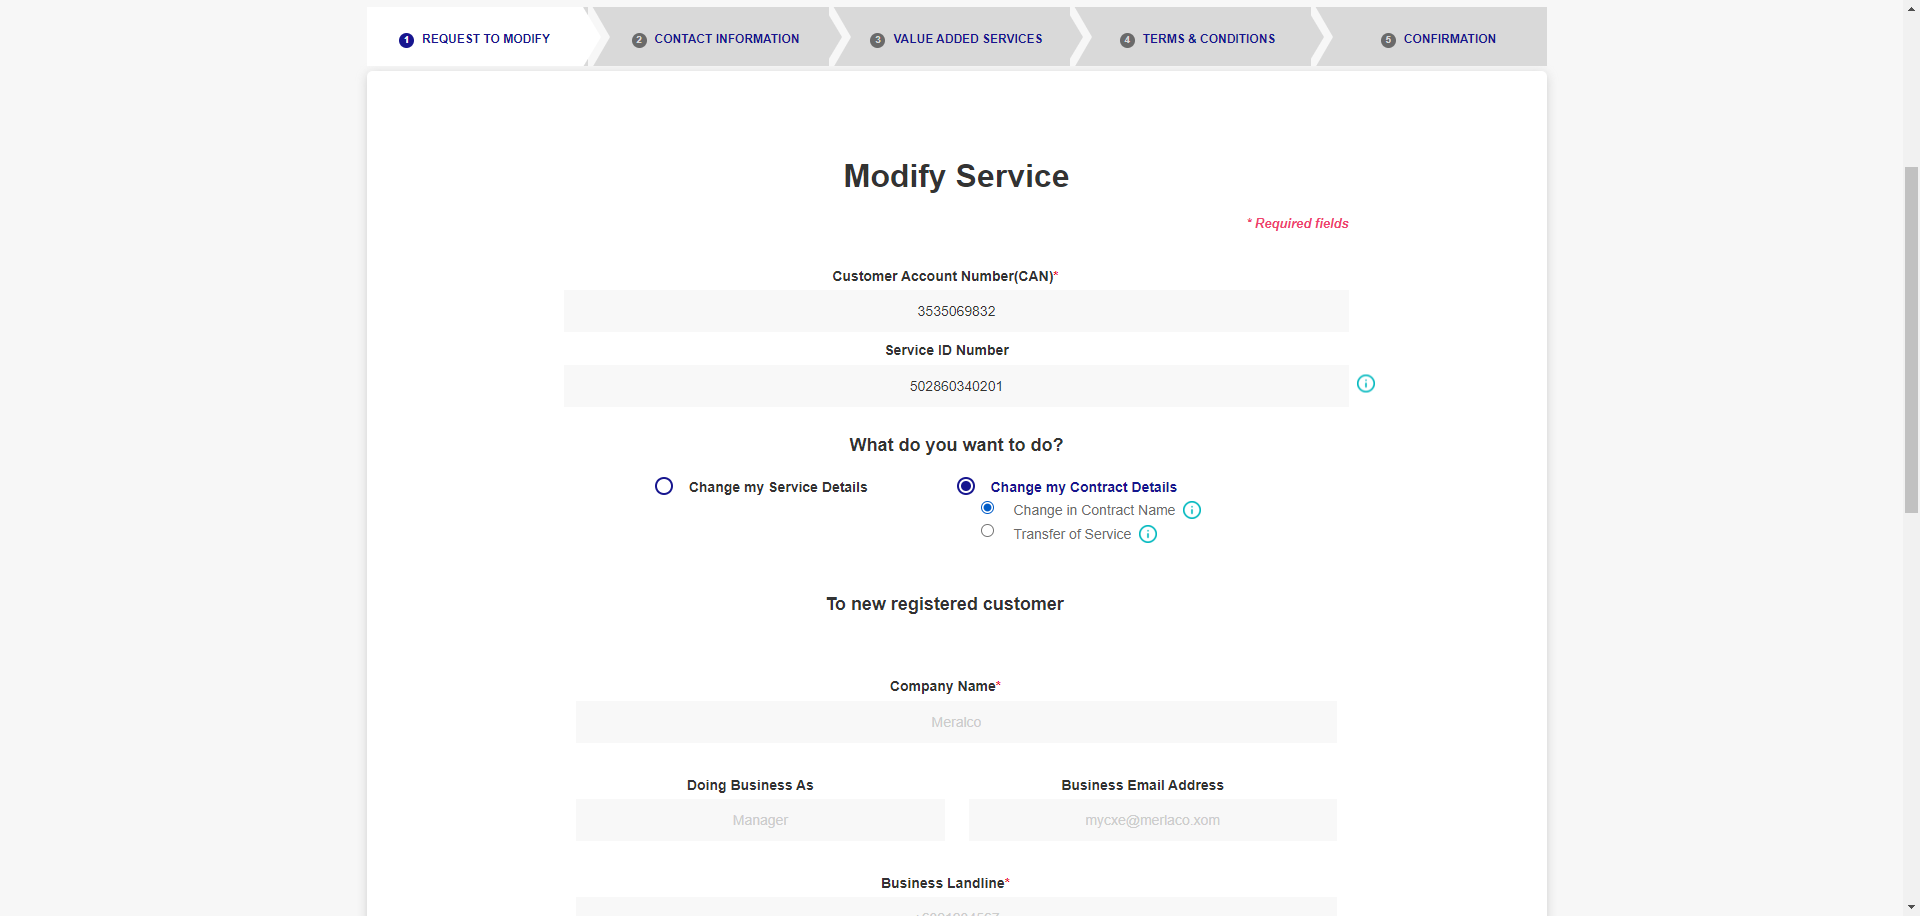 1 REQUEST TO MODIFY
2 CONTACT INFORMATION
3 VALUE ADDED SERVICES
4 TERMS & CONDITIONS
5 CONFIRMATION
Modify Service
* Required fields
Customer Account Number(CAN)*
3535069832
Service ID Number
502860340201
What do you want to do?
Change my Service Details
Change my Contract Details
Change in Contract Name
Transfer of Service
To new registered customer
Company Name*
Meralco
Doing Business As
Manager
Business Email Address
mycxe@merlaco.xom
Business Landline*